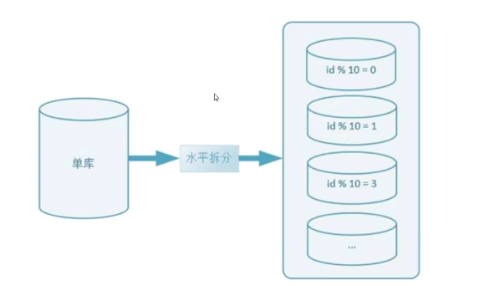 单库
水平拆分
id % 10 = 0
id % 10 = 1
id % 10 = 3
...